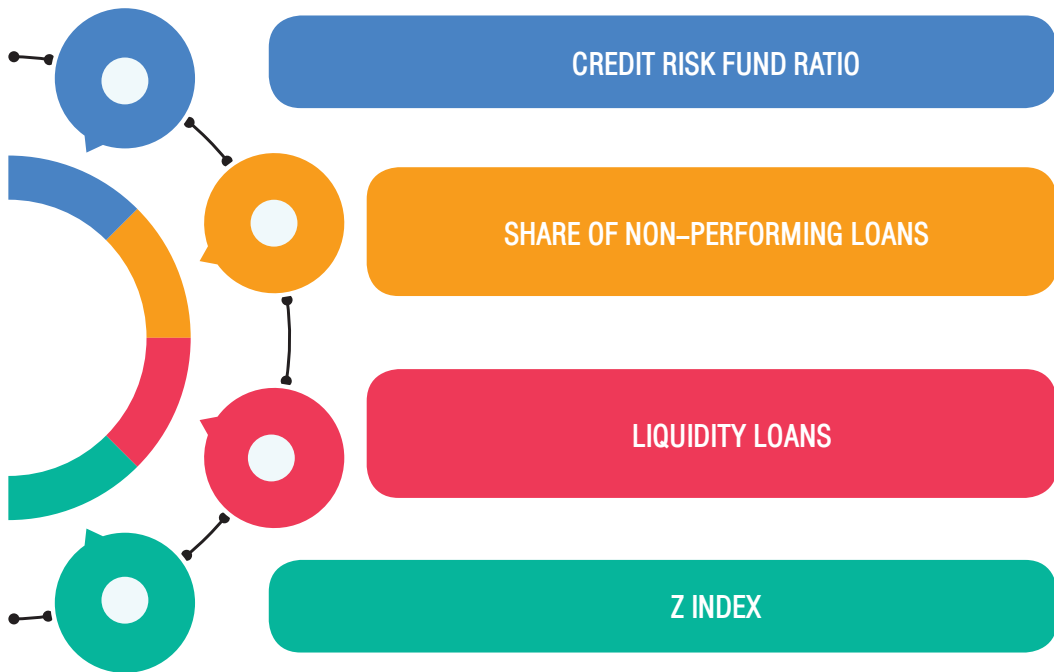 CREDIT RISK FUND RATIO
SHARE OF NON–PERFORMING LOANS
LIQUIDITY LOANS
Z INDEX